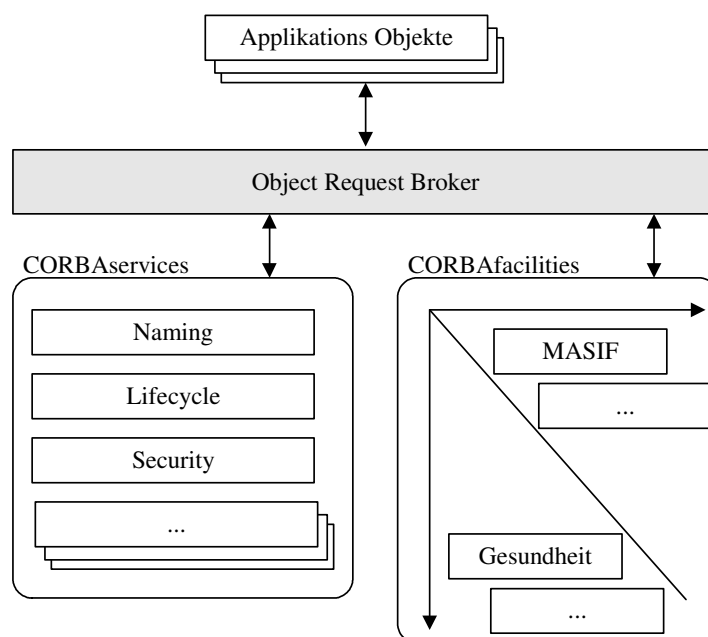 Applikations Objekte
Object Request Broker
CORBAservices
Naming
Lifecycle
Security
...
CORBAfacilities
MASIF
...
Gesundheit
...